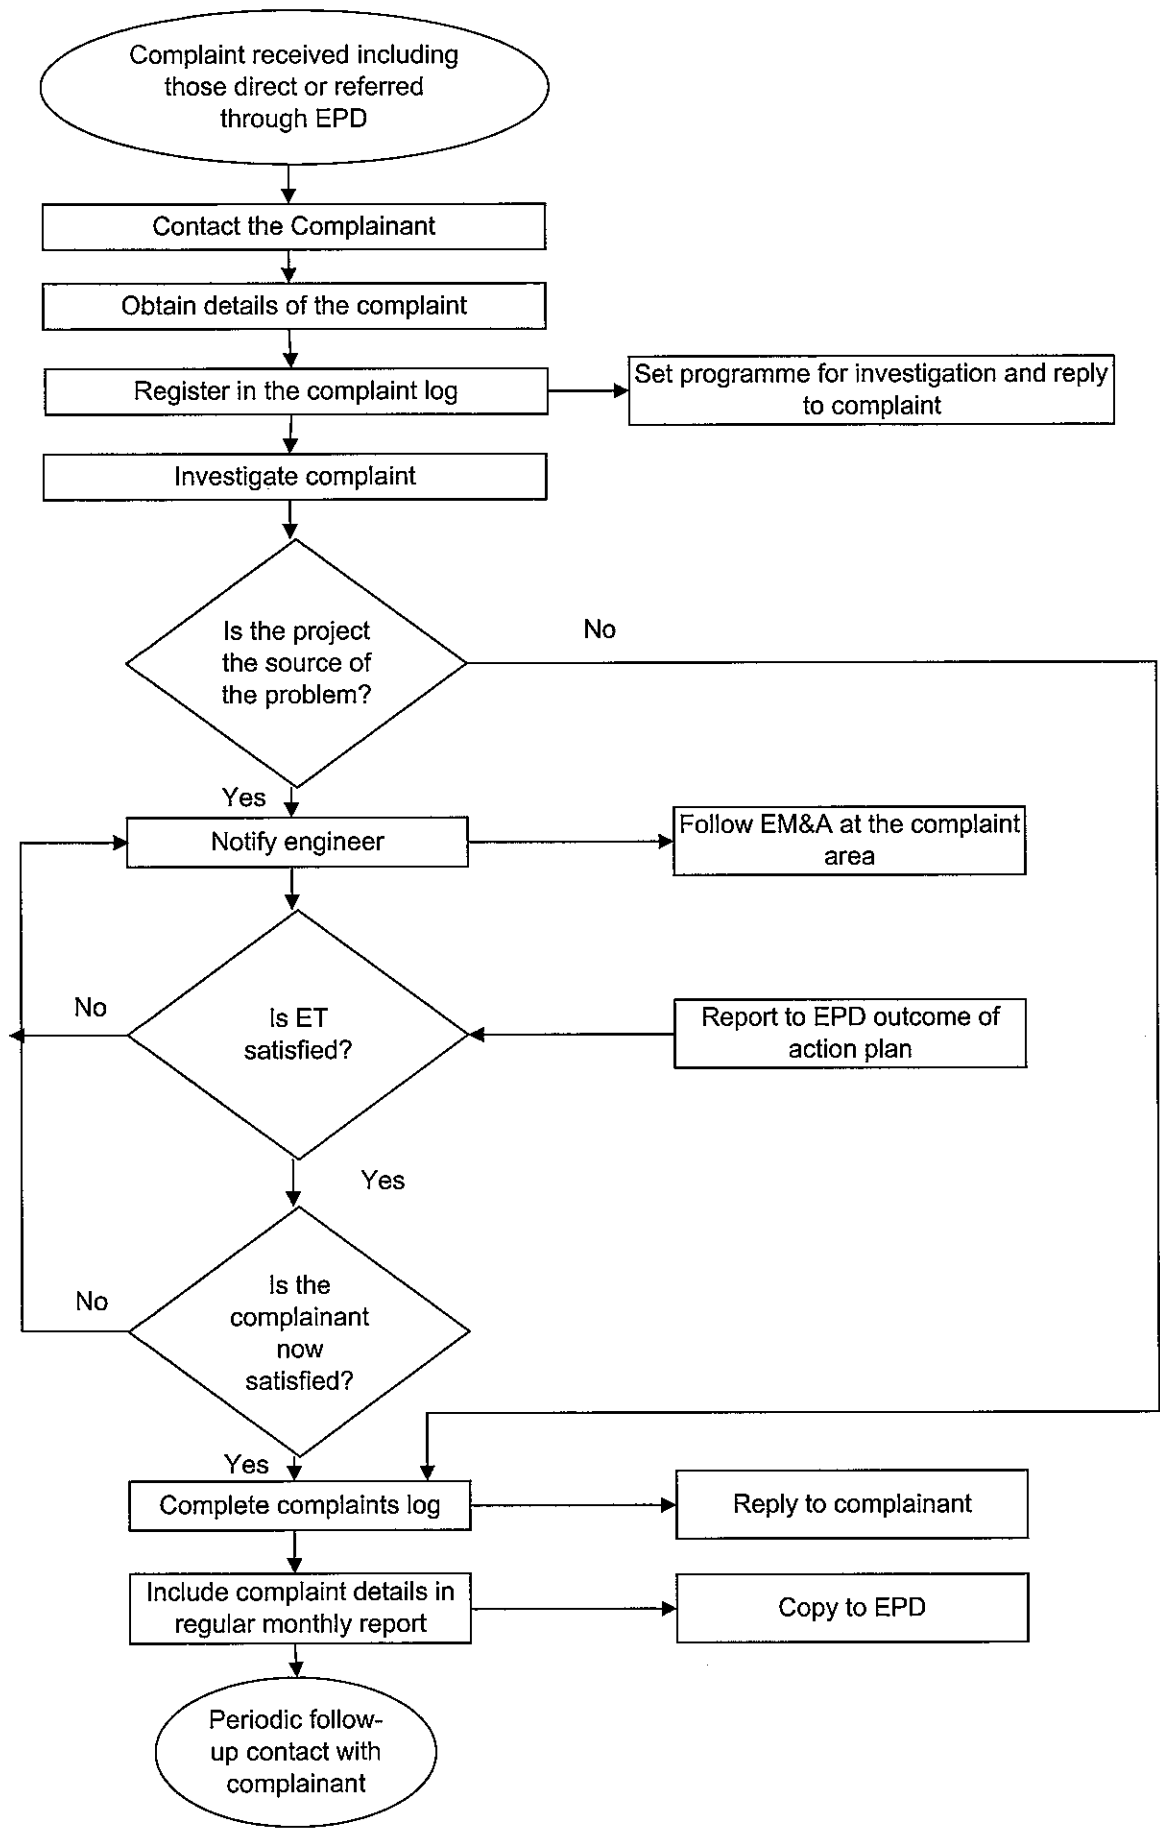 Complaint received including
those direct or referred
through EPD
Contact the Complainant
Obtain details of the complaint
Register in the complaint log
Set programme for investigation and reply
to complaint
Investigate complaint
Is the project
the source of
the problem?
No
Yes
Notify engineer
Follow EM&A at the complaint
area
No
Is ET
satisfied?
Report to EPD outcome of
action plan
Yes
No
Is the
complainant
now
satisfied?
Yes
Complete complaints log
Reply to complainant
Include complaint details in
regular monthly report
Copy to EPD
Periodic follow-
up contact with
complainant